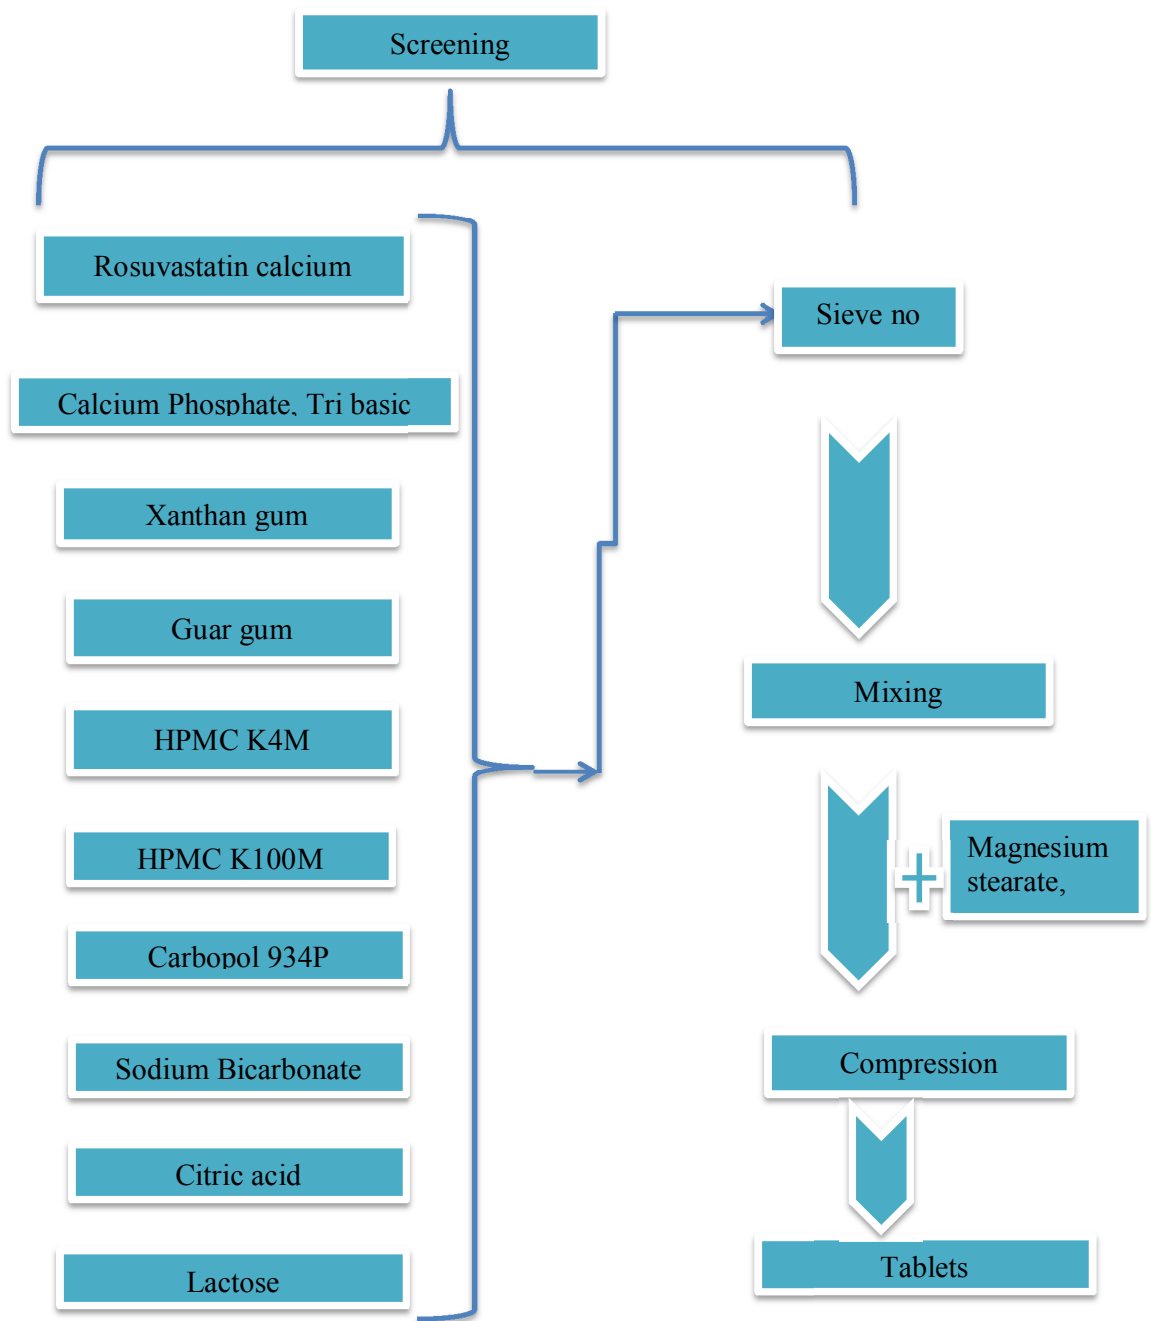 Screening
Rosuvastatin calcium
Calcium Phosphate, Tri basic
Xanthan gum
Guar gum
HPMC K4M
HPMC K100M
Carbopol 934P
Sodium Bicarbonate
Citric acid
Lactose
Sieve no
Mixing
Magnesium
stearate,
Compression
Tablets